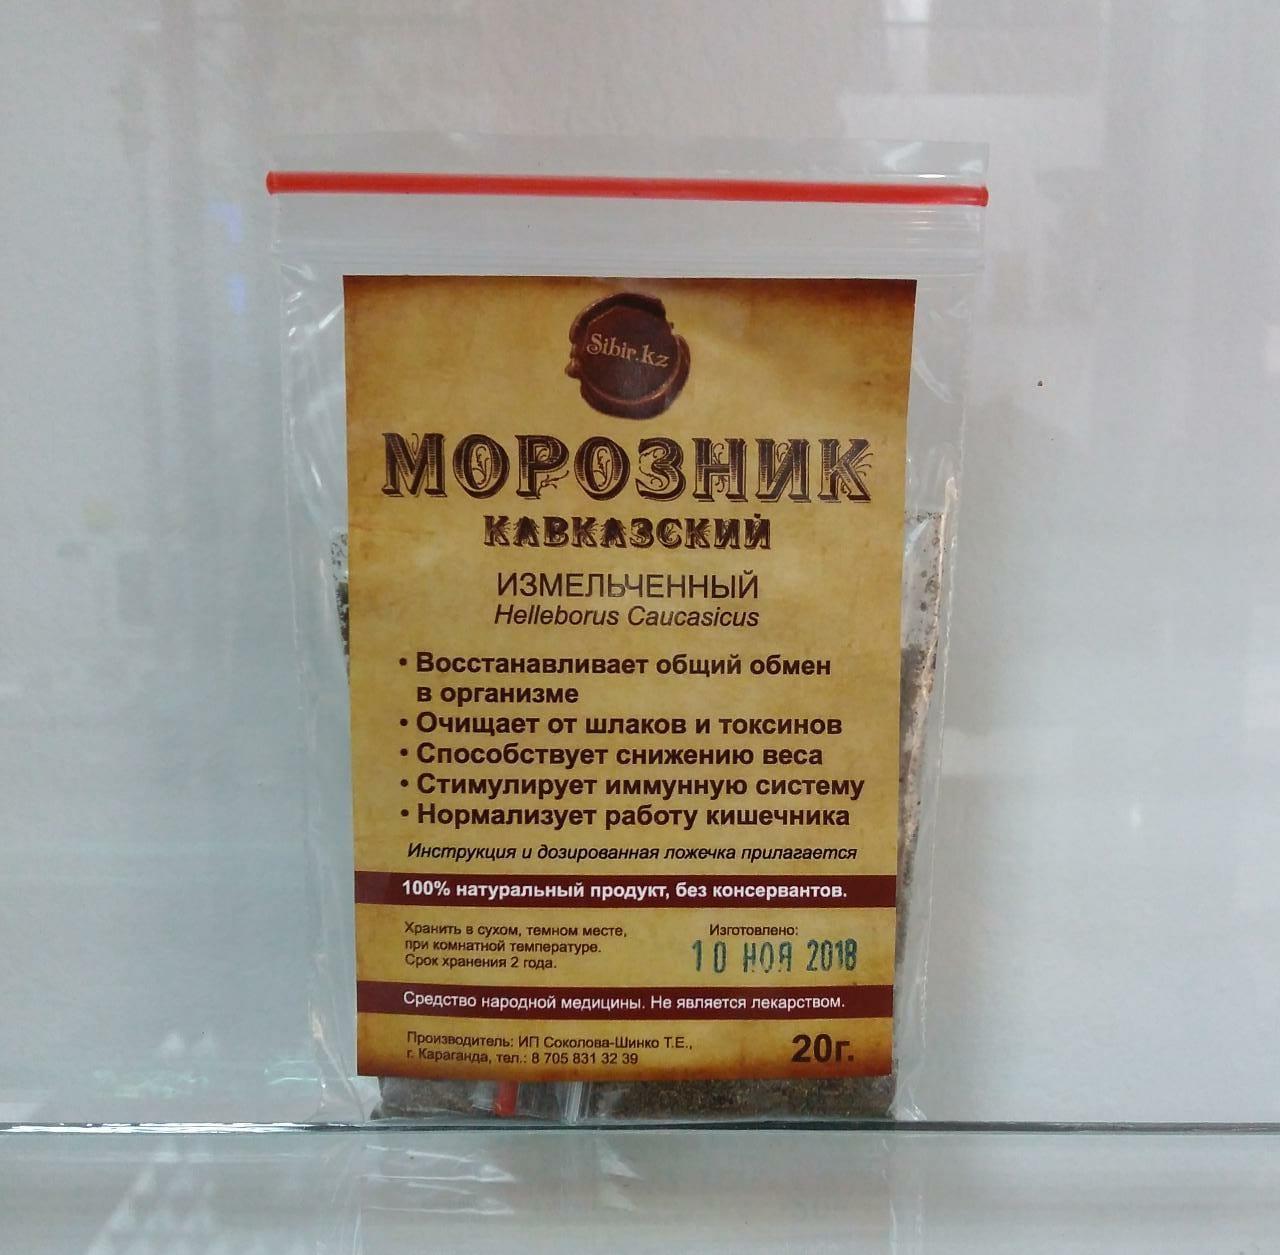 Sibir.kz
МОРОЗНИК
КАВКАЗСКИЙ
ИЗМЕЛЬЧЕННЫЙ
Helleborus Caucasicus
• Восстанавливает общий обмен
в организме
• Очищает от шлаков и токсинов
• Способствует снижению веса
• Стимулирует иммунную систему
• Нормализует работу кишечника
Инструкция и дозированная ложечка прилагается
100% натуральный продукт, без консервантов.
Хранить в сухом, темном месте,
при комнатной температуре.
Срок хранения 2 года.
Изготовлено:
10 НОЯ 2018
Средство народной медицины. Не является лекарством.
Производитель: ИП Соколова-Шинко Т.Е.,
г. Караганда, тел.: 8 705 831 32 39
20г.